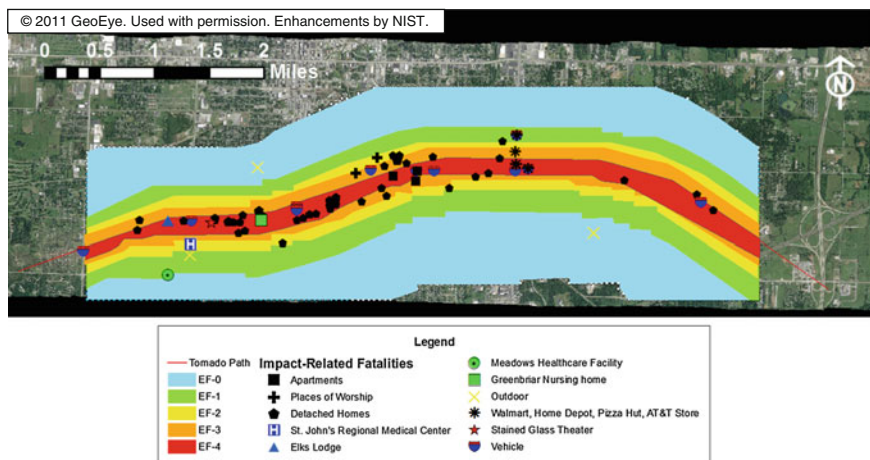 © 2011 GeoEye. Used with permission. Enhancements by NIST.
0 0.5 1 1.5 2
Miles
N
H
Legend
Tornado Path
EF-0
EF-1
EF-2
EF-3
EF-4
Impact-Related Fatalities
Apartments
Places of Worship
Detached Homes
H St. John's Regional Medical Center
Elks Lodge
Meadows Healthcare Facility
Greenbriar Nursing home
Outdoor
Walmart, Home Depot, Pizza Hut, AT&T Store
Stained Glass Theater
Vehicle